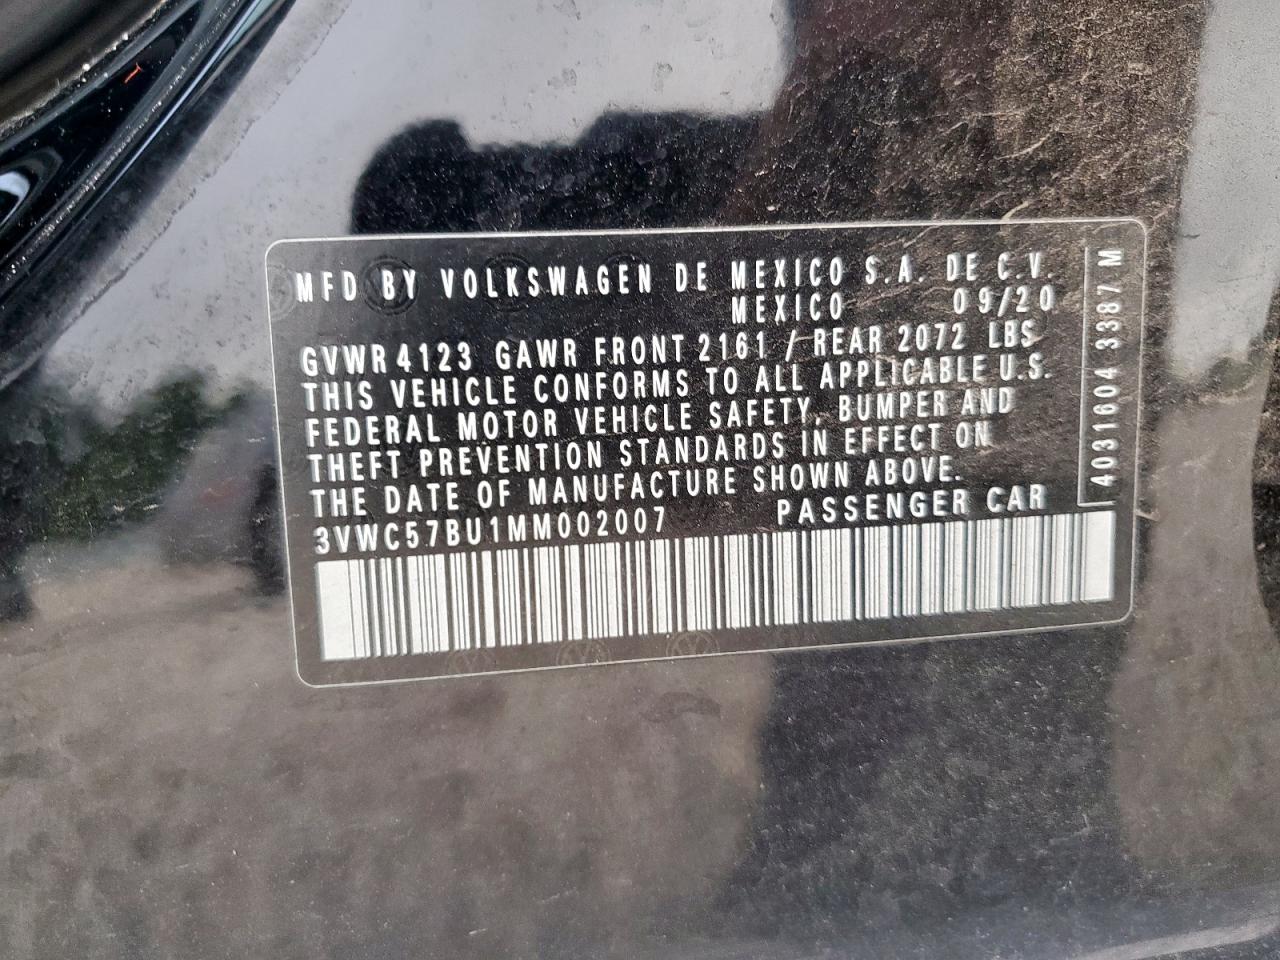 MFD BY VOLKSWAGEN DE MEXICO S.A. DE C.V.
MEXICO 09/20
GVWR 4123 GAWR FRONT 2161 / REAR 2072 LBS
THIS VEHICLE CONFORMS TO ALL APPLICABLE U.S.
FEDERAL MOTOR VEHICLE SAFETY, BUMPER AND
THEFT PREVENTION STANDARDS IN EFFECT ON
THE DATE OF MANUFACTURE SHOWN ABOVE.
3VWC57BU1MM002007 PASSENGER CAR
4031604 3387 M